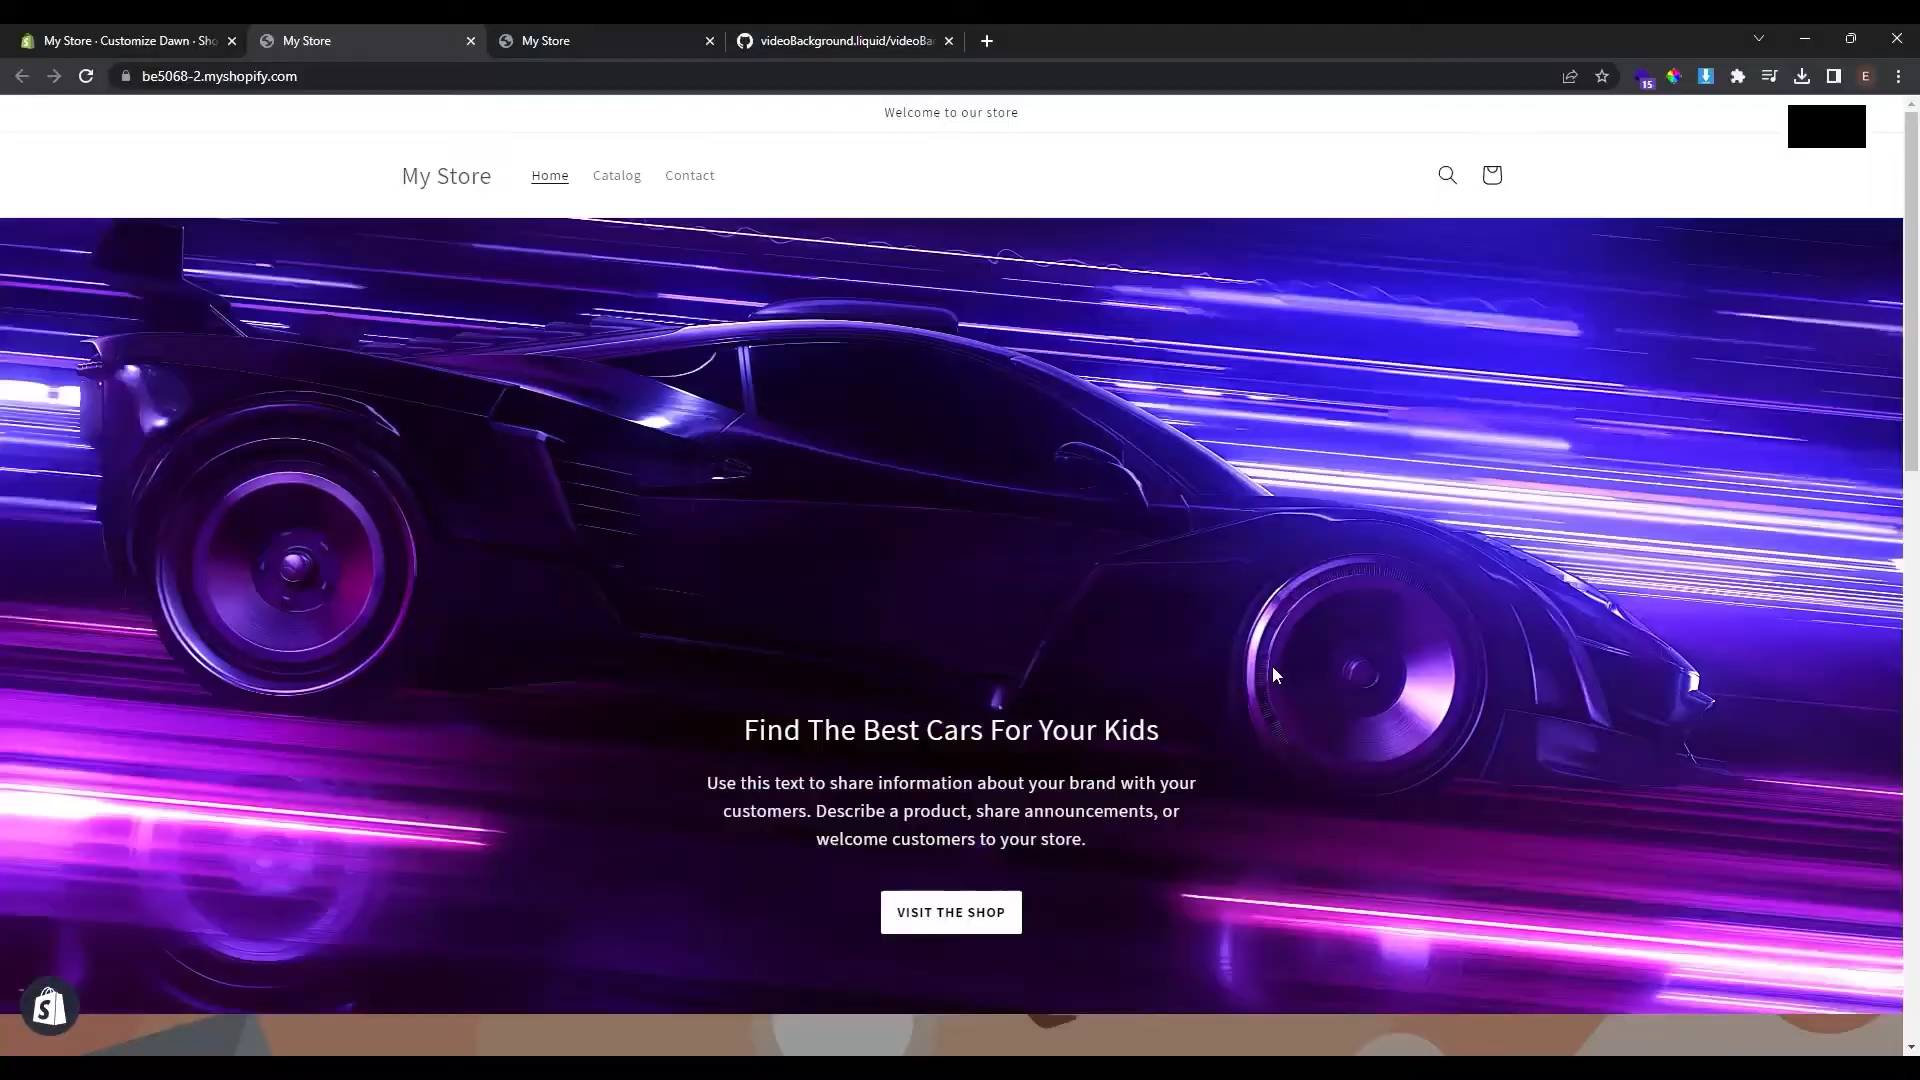 My Store · Customize Dawn · Sho
My Store
My Store
videoBackground.liquid/videoBa
be5068-2.myshopify.com
15
E
Welcome to our store
My Store
Home
Catalog
Contact
Find The Best Cars For Your Kids
Use this text to share information about your brand with your
customers. Describe a product, share announcements, or
welcome customers to your store.
VISIT THE SHOP